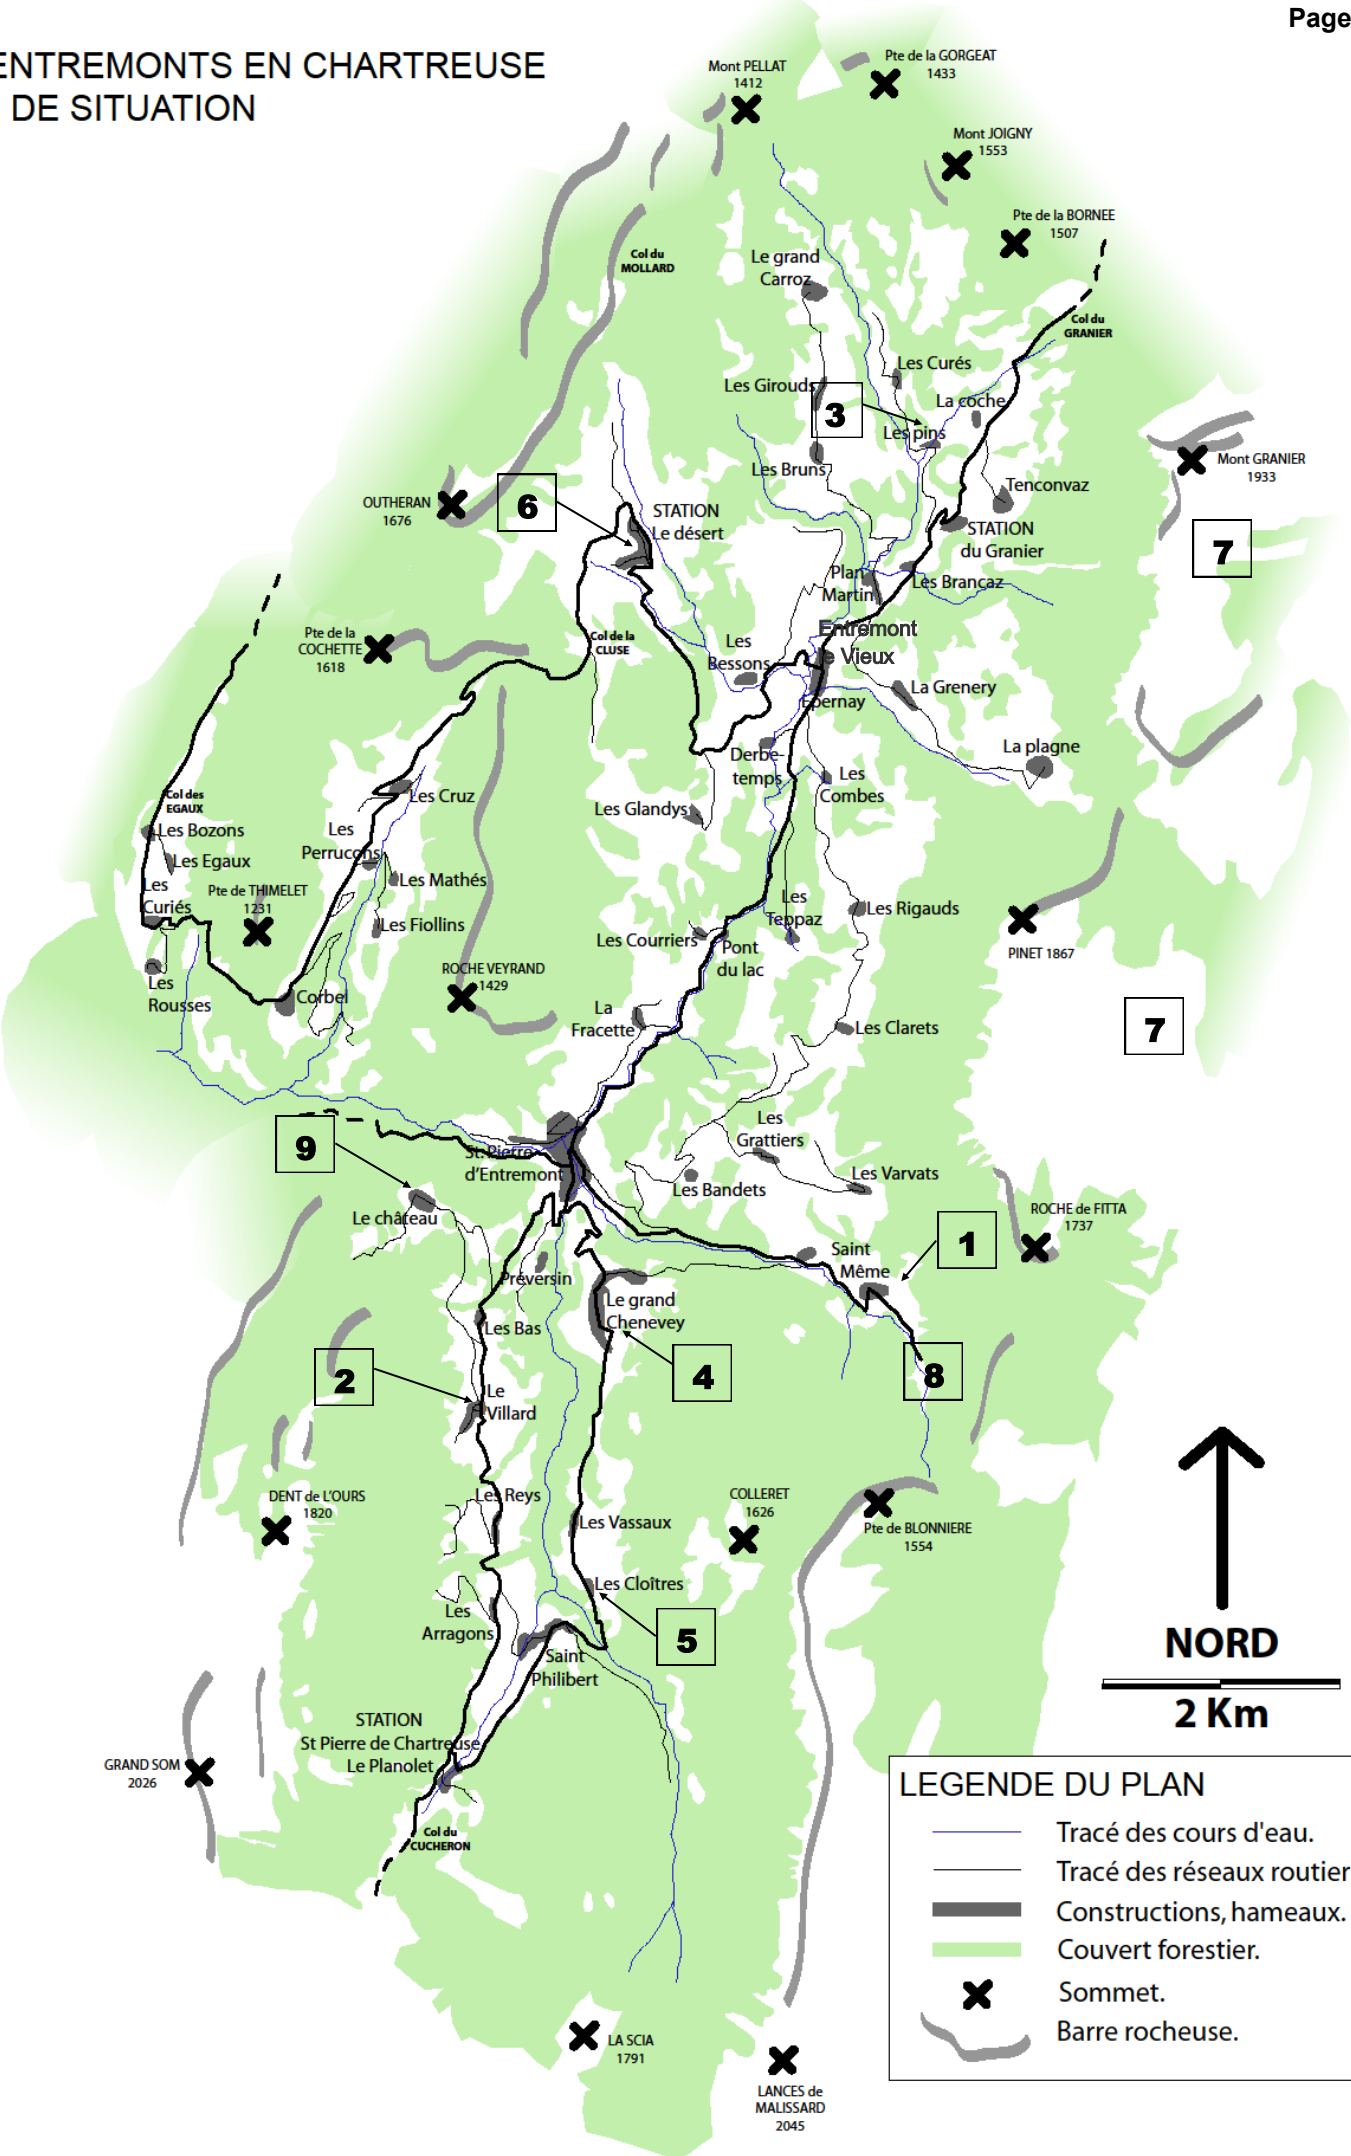 Page
ENTREMONTS EN CHARTREUSE
DE SITUATION
Mont PELLAT
1412
Pte de la GORGEAT
1433
Mont JOIGNY
1553
Pte de la BORNEE
1507
Col du
MOLLARD
Le grand
Carroz
Col du
GRANIER
Les Curés
Les Girouds
La coche
3
Les pins
Les Bruns
Mont GRANIER
1933
Tenconvaz
OUTHERAN
1676
6
STATION
Le désert
STATION
du Granier
7
Plan
Martin
Les Brancaz
Pte de la
COCHETTE
1618
Col de la
CLUSE
Les
Bessons
Entremont
le Vieux
La Grenery
Epernay
La plagne
Derbe-
temps
Les
Combes
Col des
EGAUX
Les Cruz
Les Glandys
Les Bozons
Les
Perrucons
Les Egaux
Les Mathés
Les
Curiés
Pte de THIMELET
1231
Les Fiollins
Les
Teppaz
Les Rigauds
Les Courriers
Pont
du lac
PINET 1867
ROCHE VEYRAND
1429
Les
Rousses
Corbel
La
Fracette
Les Clarets
7
9
Les
Grattiers
St. Pierre
d'Entremont
Les Bandets
Les Varvats
Le château
ROCHE de FITTA
1737
1
Saint
Même
Préversin
Le grand
Chenevey
Les Bas
2
4
8
Le
Villard
DENT de L'OURS
1820
Les Reys
COLLERET
1626
Les Vassaux
Pte de BLONNIERE
1554
Les Cloîtres
Les
Arragons
5
Saint
Philibert
NORD
2 Km
STATION
St Pierre de Chartreuse
Le Planolet
GRAND SOM
2026
Col du
CUCHERON
LEGENDE DU PLAN
Tracé des cours d'eau.
Tracé des réseaux routier
Constructions, hameaux.
Couvert forestier.
Sommet.
Barre rocheuse.
LA SCIA
1791
LANCES de
MALISSARD
2045